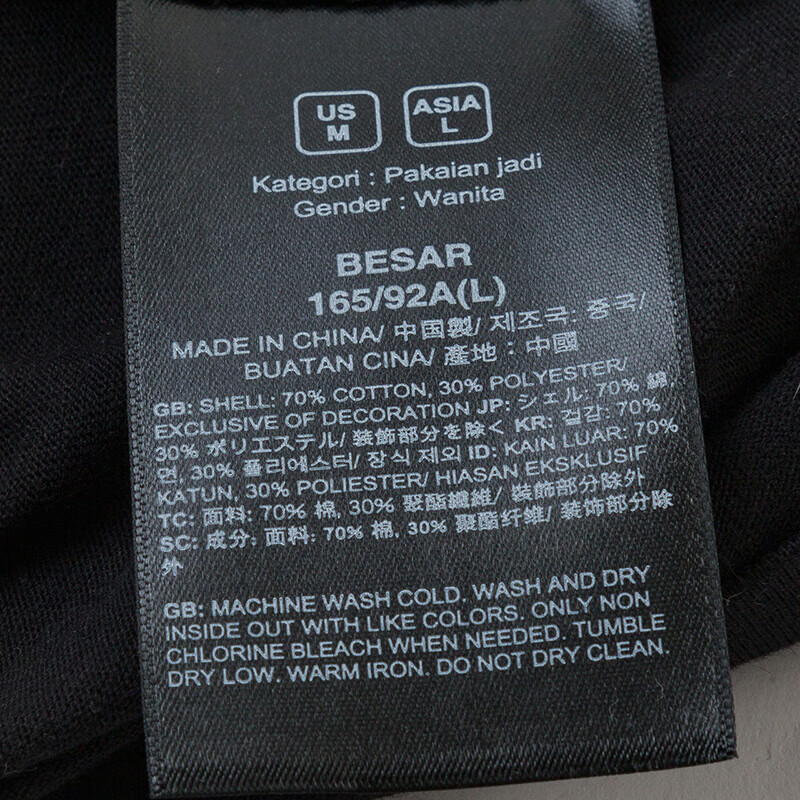 US
M
ASIA
L
Kategori : Pakaian jadi
Gender : Wanita
BESAR
165/92A(L)
MADE IN CHINA/ 中国製/ 제조국: 중국/
BUATAN CINA/ 產地：中國
GB: SHELL: 70% COTTON, 30% POLYESTER/
EXCLUSIVE OF DECORATION JP: シェル: 70% 綿,
30% ポリエステル/ 装飾部分を除く KR: 겉감: 70%
면, 30% 폴리에스터/ 장식 제외 ID: KAIN LUAR: 70%
KATUN, 30% POLIESTER/ HIASAN EKSKLUSIF
TC: 面料: 70% 棉, 30% 聚酯纖維/ 裝飾部分除外
SC: 成分: 面料: 70% 棉, 30% 聚酯纤维/ 装饰部分除
外
GB: MACHINE WASH COLD. WASH AND DRY
INSIDE OUT WITH LIKE COLORS. ONLY NON
CHLORINE BLEACH WHEN NEEDED. TUMBLE
DRY LOW. WARM IRON. DO NOT DRY CLEAN.